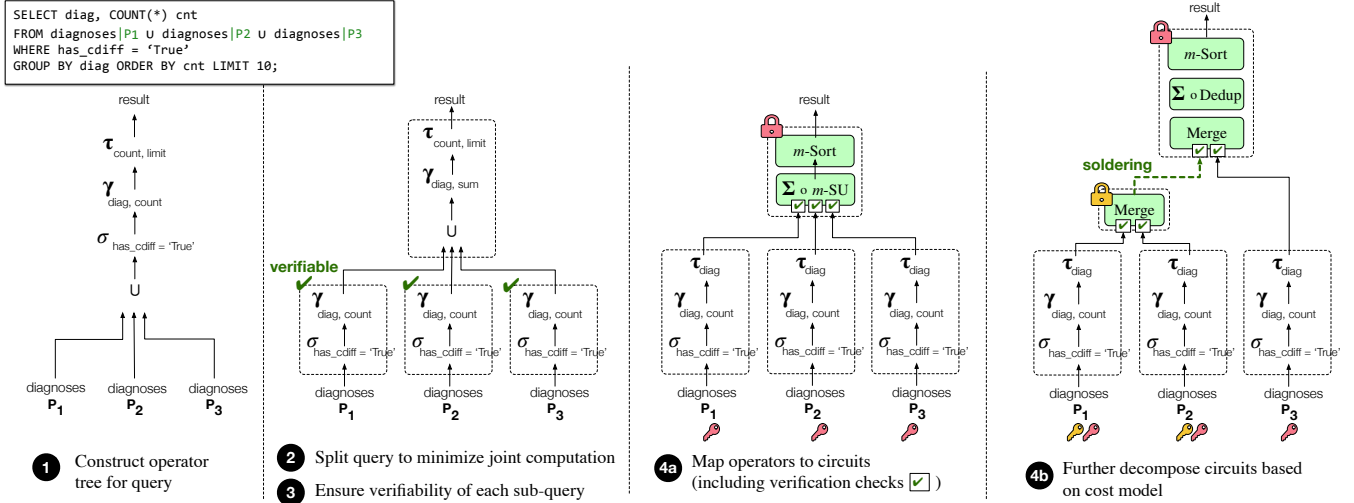 SELECT diag, COUNT(*) cnt
FROM diagnoses|P1 ∪ diagnoses|P2 ∪ diagnoses|P3
WHERE has_cdiff = ‘True’
GROUP BY diag ORDER BY cnt LIMIT 10;
result
τ count, limit
γ diag, count
σ has_cdiff = ‘True’
∪
diagnoses diagnoses diagnoses
P1 P2 P3
1 Construct operator
tree for query
result
τ count, limit
γ diag, sum
∪
verifiable
γ γ γ
diag, count diag, count diag, count
σ has_cdiff = ‘True’ σ has_cdiff = ‘True’ σ has_cdiff = ‘True’
diagnoses diagnoses diagnoses
P1 P2 P3
2 Split query to minimize joint computation
3 Ensure verifiability of each sub-query
result
m-Sort
Σ o m-SU
✔ ✔ ✔
τ diag τ diag τ diag
γ γ γ
diag, count diag, count diag, count
σ has_cdiff = ‘True’ σ has_cdiff = ‘True’ σ has_cdiff = ‘True’
diagnoses diagnoses diagnoses
P1 P2 P3
4a Map operators to circuits
(including verification checks ✔ )
result
m-Sort
Σ o Dedup
Merge
✔ ✔
soldering
Merge
✔ ✔
τ diag τ diag τ diag
γ γ γ
diag, count diag, count diag, count
σ has_cdiff = ‘True’ σ has_cdiff = ‘True’ σ has_cdiff = ‘True’
diagnoses diagnoses diagnoses
P1 P2 P3
4b Further decompose circuits based
on cost model